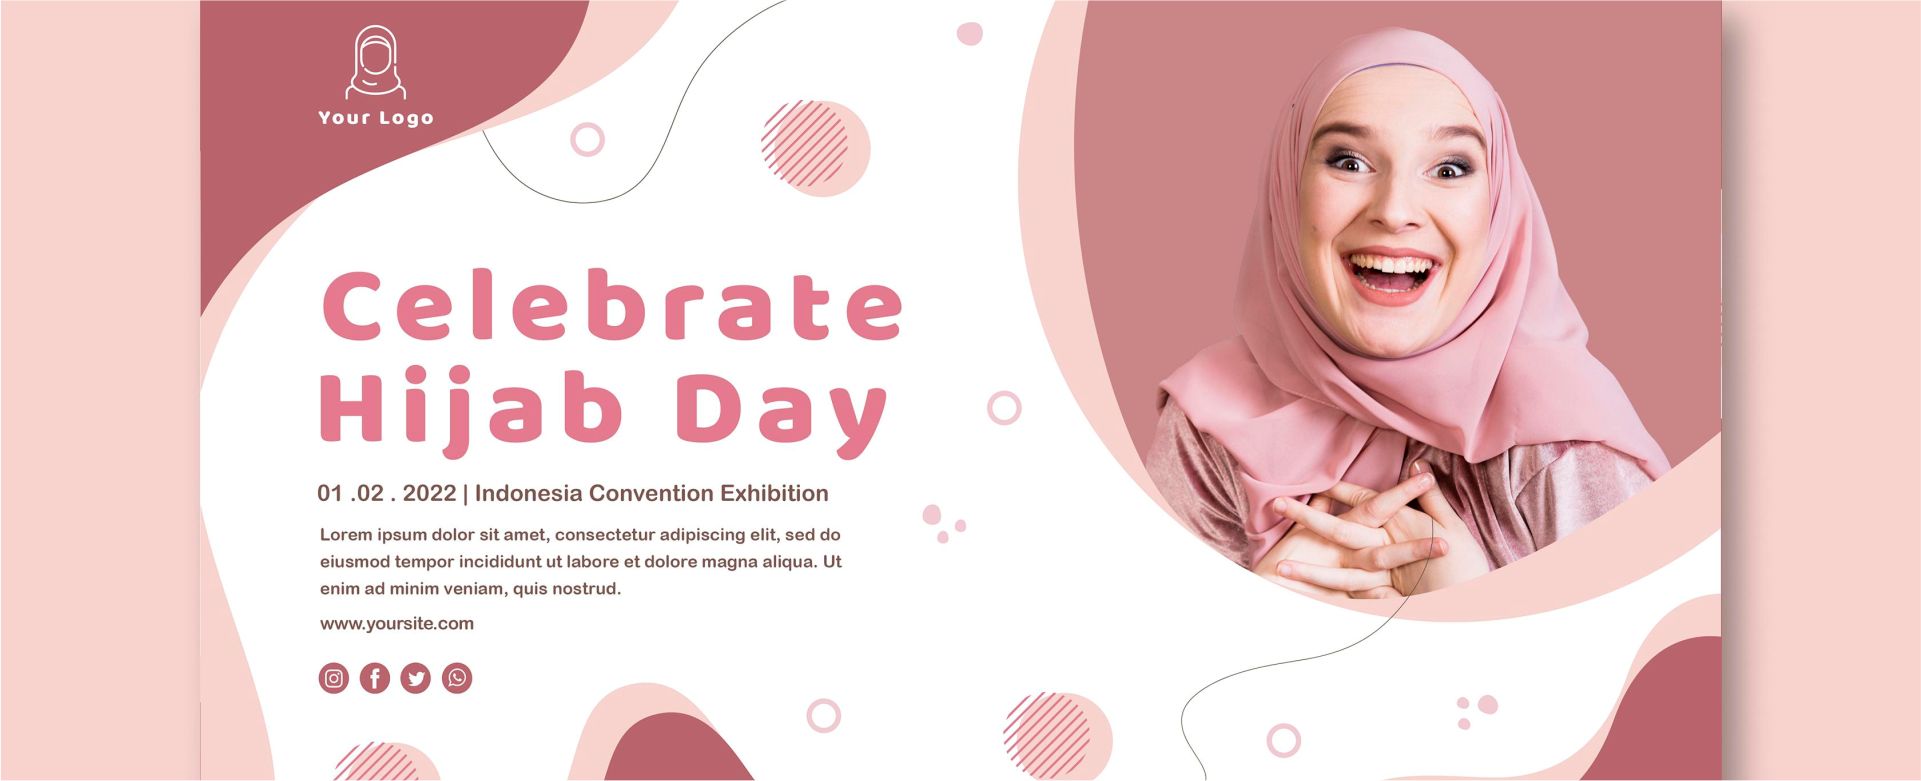 Your Logo
Celebrate
Hijab Day
01 .02 . 2022 | Indonesia Convention Exhibition
Lorem ipsum dolor sit amet, consectetur adipiscing elit, sed do
eiusmod tempor incididunt ut labore et dolore magna aliqua. Ut
enim ad minim veniam, quis nostrud.
www.yoursite.com